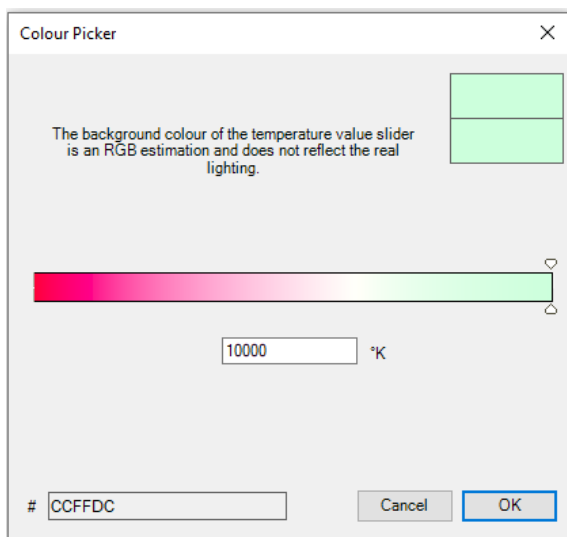 Colour Picker
The background colour of the temperature value slider
is an RGB estimation and does not reflect the real
lighting.
10000 °K
# CCFFDC
Cancel OK